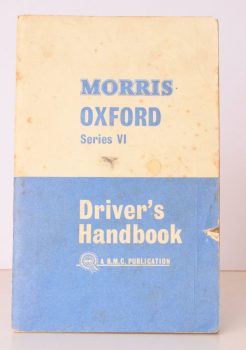 MORRIS
OXFORD
Series VI
Driver's
Handbook
A B.M.C. PUBLICATION